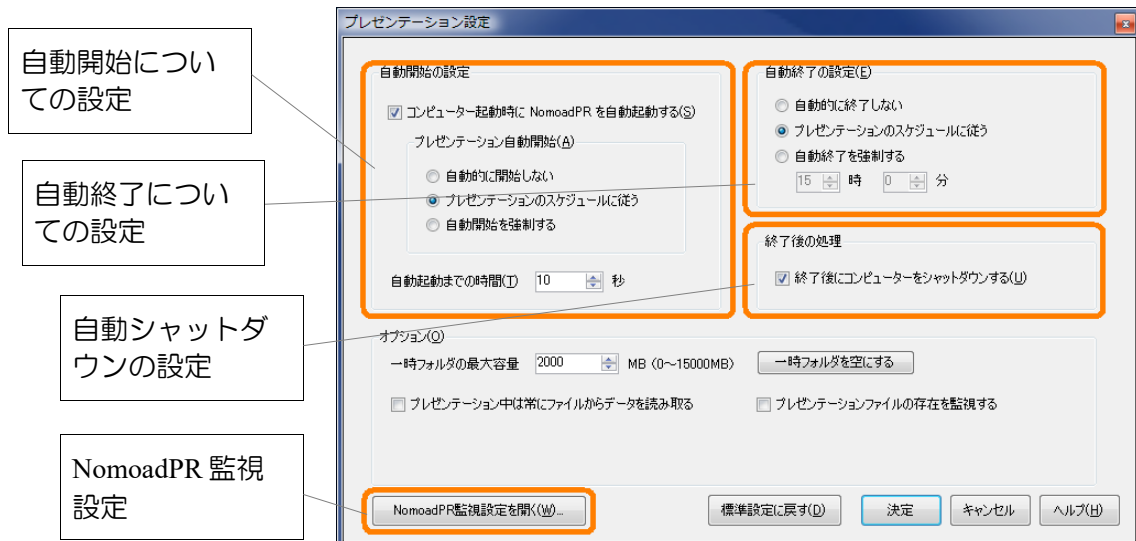 プレゼンテーション設定
自動開始につい
ての設定
自動終了につい
ての設定
自動シャットダ
ウンの設定
NomoadPR 監視
設定
自動開始の設定
コンピューター起動時に NomoadPR を自動起動する(S)
プレゼンテーション自動開始(A)
自動的に開始しない
プレゼンテーションのスケジュールに従う
自動開始を強制する
自動起動までの時間(T) 10 秒
自動終了の設定(E)
自動的に終了しない
プレゼンテーションのスケジュールに従う
自動終了を強制する
15 時 0 分
終了後の処理
終了後にコンピューターをシャットダウンする(U)
オプション(O)
一時フォルダの最大容量 2000 MB (0～15000MB) 一時フォルダを空にする
プレゼンテーション中は常にファイルからデータを読み取る プレゼンテーションファイルの存在を監視する
NomoadPR監視設定を開く(W)... 標準設定に戻す(D) 決定 キャンセル ヘルプ(H)